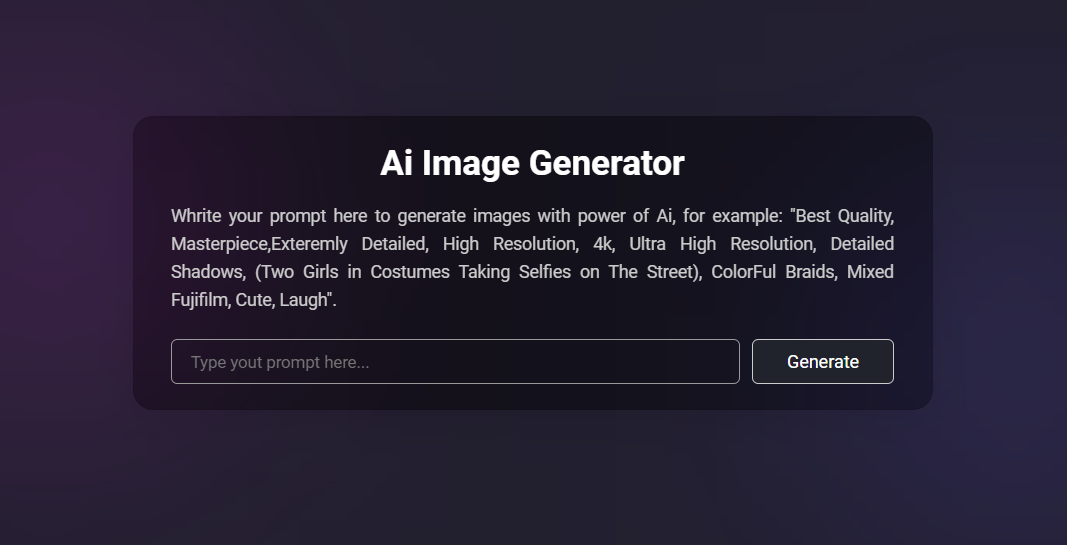 Ai Image Generator
Whrite your prompt here to generate images with power of Ai, for example: "Best Quality,
Masterpiece,Exteremly Detailed, High Resolution, 4k, Ultra High Resolution, Detailed
Shadows, (Two Girls in Costumes Taking Selfies on The Street), ColorFul Braids, Mixed
Fujifilm, Cute, Laugh".
Type yout prompt here...
Generate